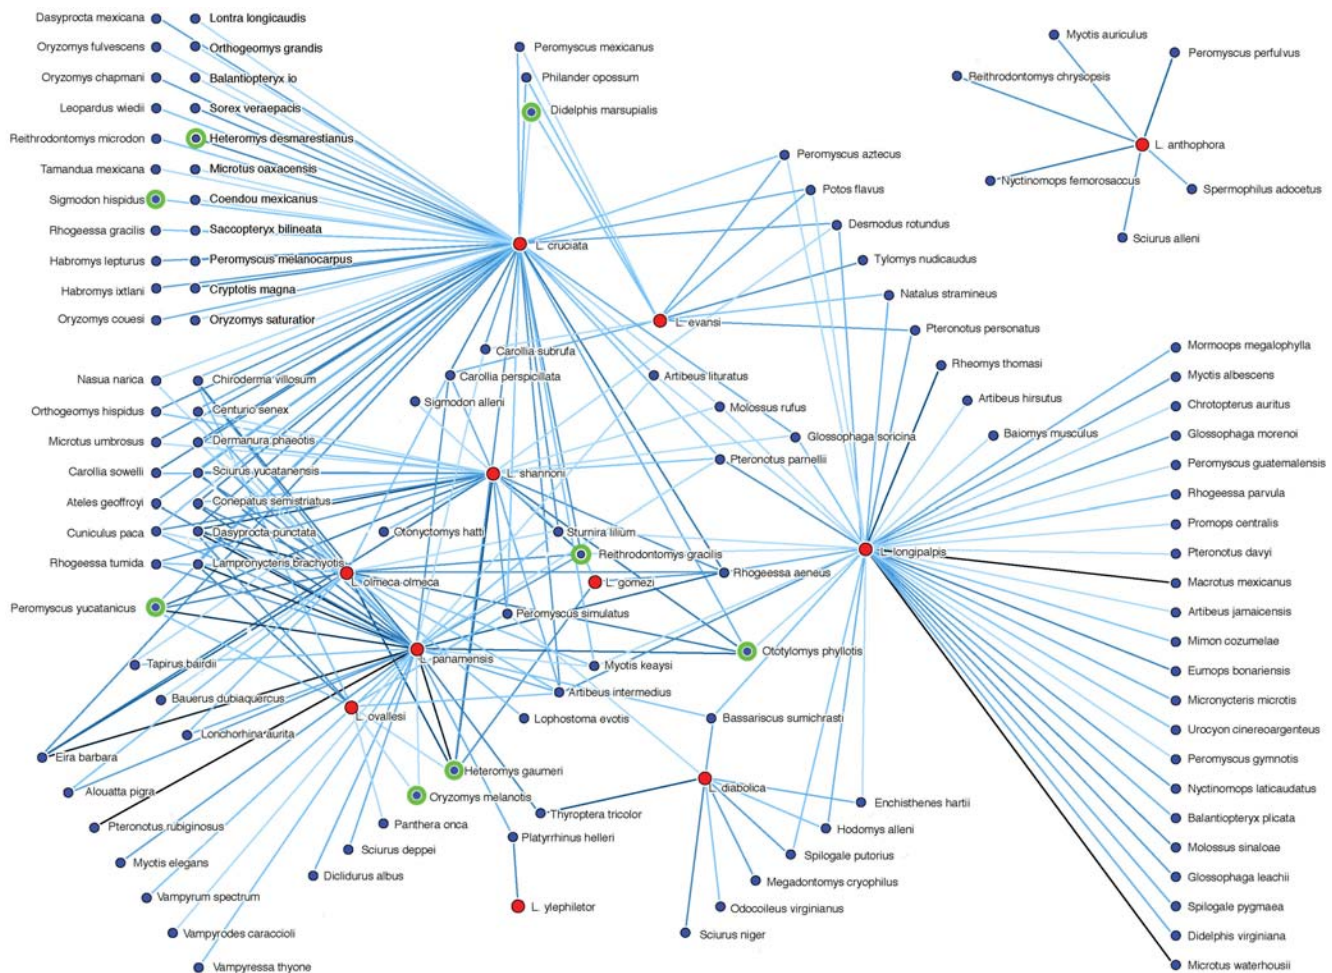 Dasyprocta mexicana
Lontra longicaudis
Oryzomys fulvescens
Orthogeomys grandis
Oryzomys chapmani
Balantiopteryx io
Leopardus wiedii
Sorex veraepacis
Reithrodontomys microdon
Heteromys desmarestianus
Tamandua mexicana
Microtus oaxacensis
Sigmodon hispidus
Coendou mexicanus
Rhogeessa gracilis
Saccopteryx bilineata
Habromys lepturus
Peromyscus melanocarpus
Habromys ixtlani
Cryptotis magna
Oryzomys couesi
Oryzomys saturatior
Peromyscus mexicanus
Philander opossum
Didelphis marsupialis
Myotis auriculus
Peromyscus perfulvus
Reithrodontomys chrysopsis
L. anthophora
Nyctinomops femorosaccus
Spermophilus adocetus
Sciurus alleni
Peromyscus aztecus
Potos flavus
Desmodus rotundus
L. cruciata
Tylomys nudicaudus
Natalus stramineus
L. evansi
Pteronotus personatus
Carollia subrufa
Rheomys thomasi
Carollia perspicillata
Artibeus lituratus
Sigmodon alleni
Artibeus hirsutus
Molossus rufus
Baiomys musculus
Glossophaga soricina
Pteronotus parnellii
Nasua narica
Chiroderma villosum
Orthogeomys hispidus
Centurio senex
Microtus umbrosus
Dermanura phaeotis
Carollia sowelli
Sciurus yucatanensis
L. shannoni
Ateles geoffroyi
Conepatus semistriatus
Cuniculus paca
Dasyprocta punctata
Otonyctomys hatti
Sturnira lilium
Rhogeessa tumida
Lampronycteris brachyotis
Reithrodontomys gracilis
L. longipalpis
L. olmeca olmeca
L. gomezi
Rhogeessa aeneus
Peromyscus yucatanicus
Peromyscus simulatus
L. panamensis
Ototylomys phyllotis
Tapirus bairdii
Myotis keaysi
Bauerus dubiaquercus
Artibeus intermedius
L. ovallesi
Lophostoma evotis
Bassariscus sumichrasti
Lonchorhina aurita
Eira barbara
Heteromys gaumeri
L. diabolica
Alouatta pigra
Oryzomys melanotis
Enchisthenes hartii
Pteronotus rubiginosus
Panthera onca
Thyroptera tricolor
Hodomys alleni
Platyrrhinus helleri
Myotis elegans
Sciurus deppei
Spilogale putorius
Diclidurus albus
Megadontomys cryophilus
Vampyrum spectrum
L. ylephiletor
Odocoileus virginianus
Vampyrodes caraccioli
Sciurus niger
Vampyressa thyone
Mormoops megalophylla
Myotis albescens
Chrotopterus auritus
Glossophaga morenoi
Peromyscus guatemalensis
Rhogeessa parvula
Promops centralis
Pteronotus davyi
Macrotus mexicanus
Artibeus jamaicensis
Mimon cozumelae
Eumops bonariensis
Micronycteris microtis
Urocyon cinereoargenteus
Peromyscus gymnotis
Nyctinomops laticaudatus
Balantiopteryx plicata
Molossus sinaloae
Glossophaga leachii
Spilogale pygmaea
Didelphis virginiana
Microtus waterhousii